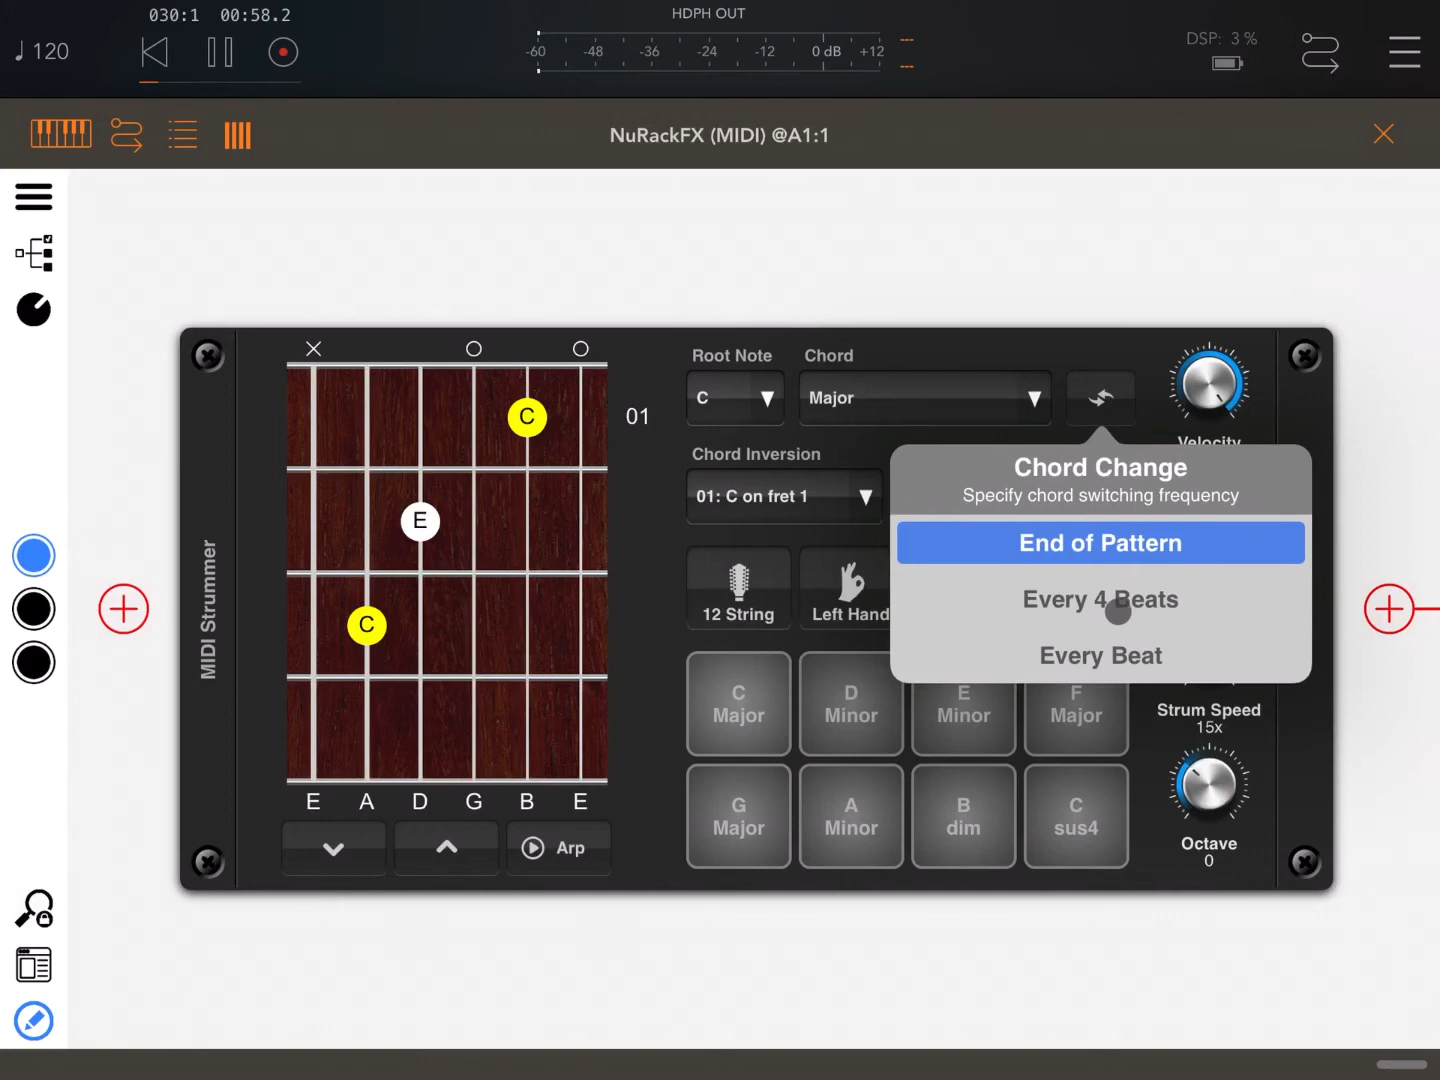 030:1 00:58.2
HDPH OUT
120
-60 -48 -36 -24 -12 0 dB +12
DSP: 3 %
NuRackFX (MIDI) @A1:1
MIDI Strummer
C
01
E
C
E A D G B E
Arp
Root Note Chord
C Major
Chord Inversion
01: C on fret 1
12 String Left Hand
Velocity
Chord Change
Specify chord switching frequency
End of Pattern
Every 4 Beats
Every Beat
C Major
D Minor
E Minor
F Major
G Major
A Minor
B dim
C sus4
Strum Speed
15x
Octave
0